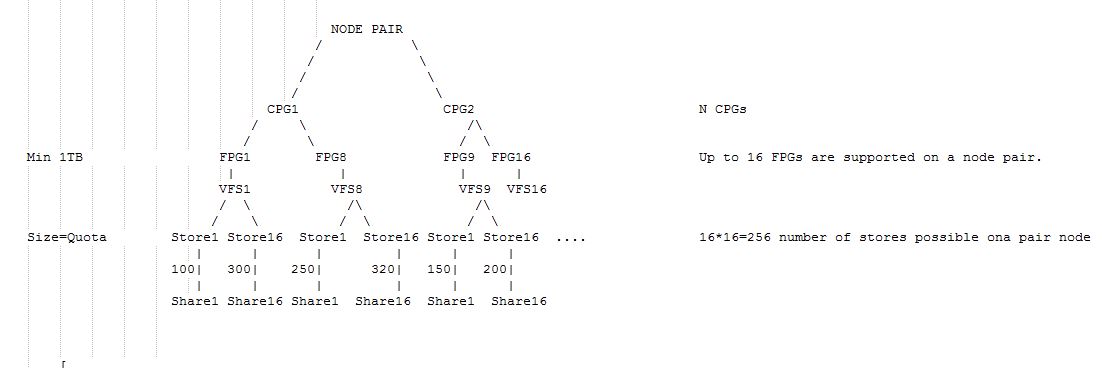 NODE PAIR
CPG1 CPG2 N CPGs
Min 1TB FPG1 FPG8 FPG9 FPG16 Up to 16 FPGs are supported on a node pair.
VFS1 VFS8 VFS9 VFS16
Size=Quota Store1 Store16 Store1 Store16 Store1 Store16 .... 16*16=256 number of stores possible ona pair node
100| 300| 250| 320| 150| 200|
Share1 Share16 Share1 Share16 Share1 Share16